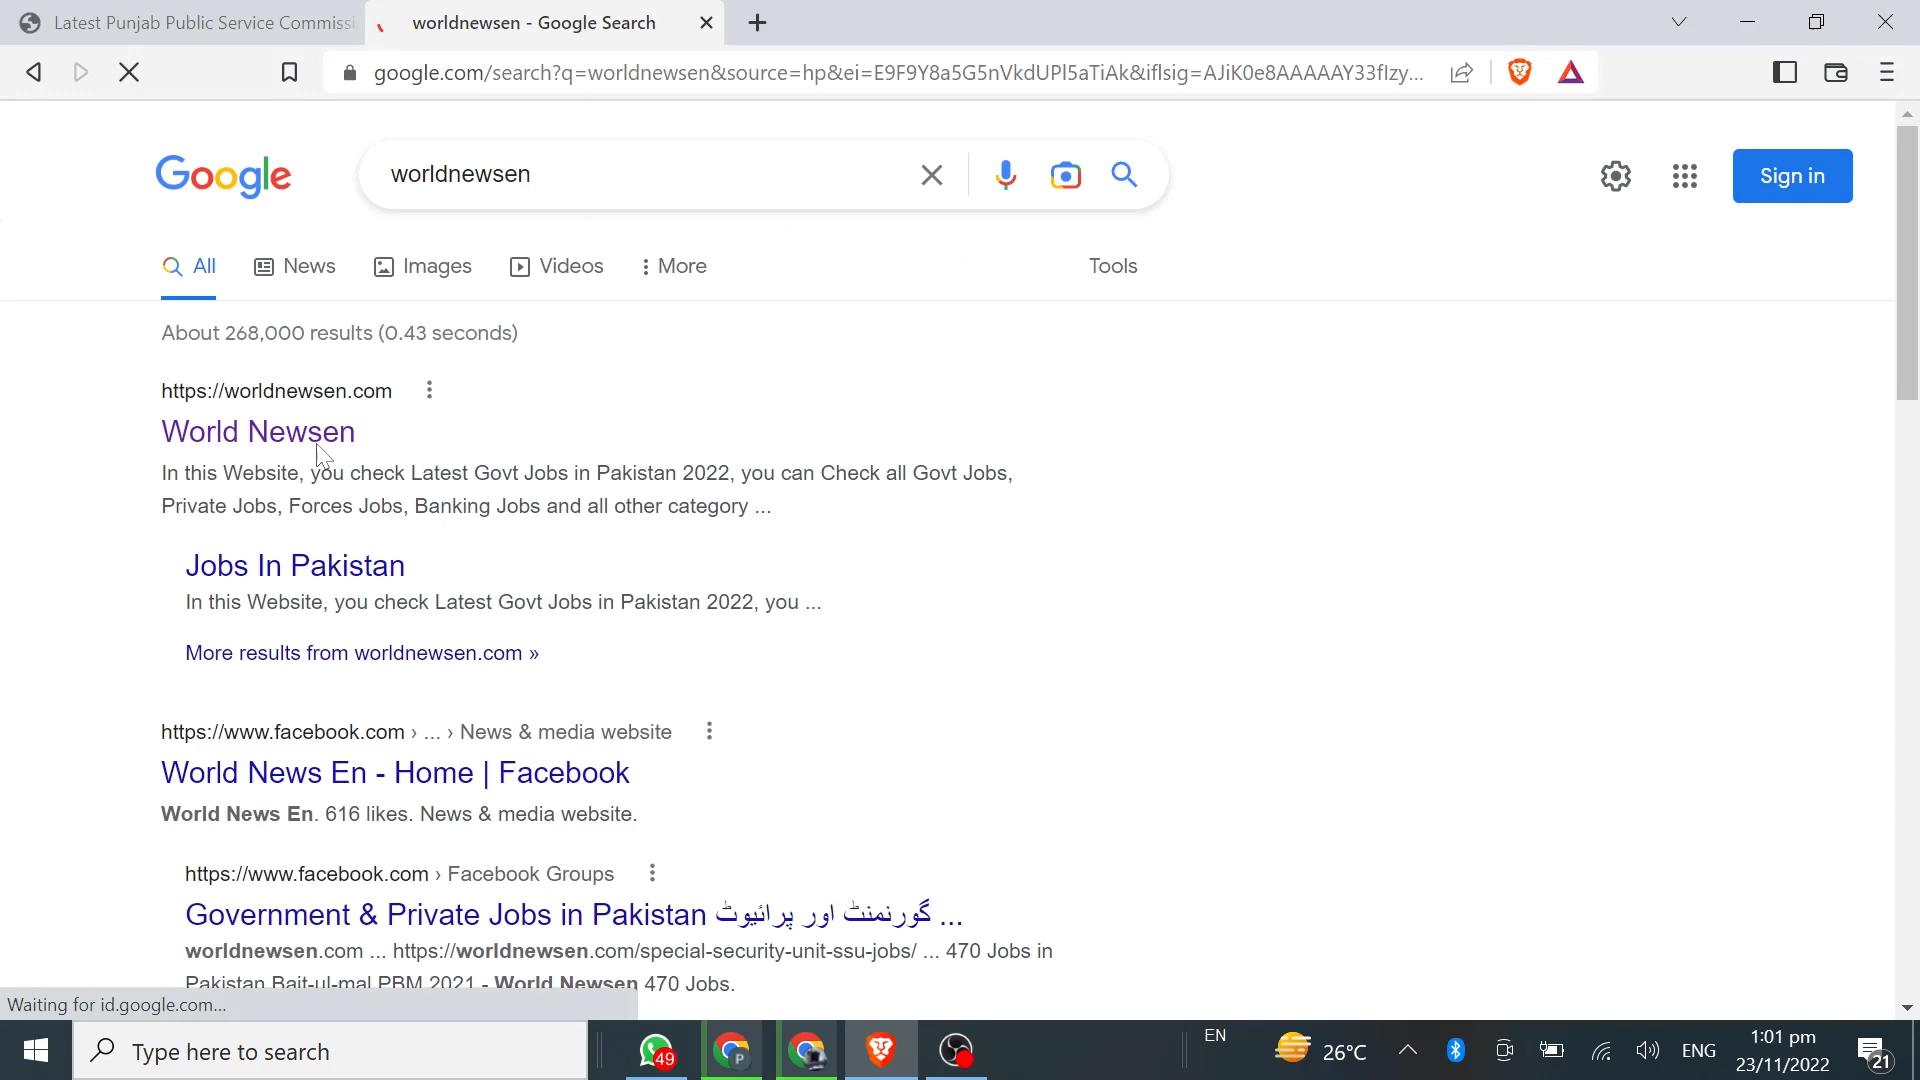 Latest Punjab Public Service Commissi
worldnewsen - Google Search
google.com/search?q=worldnewsen&source=hp&ei=E9F9Y8a5G5nVkdUPl5aTiAk&iflsig=AJiK0e8AAAAAY33fIzy...
Google
worldnewsen
Sign in
All
News
Images
Videos
More
Tools
About 268,000 results (0.43 seconds)
https://worldnewsen.com
World Newsen
In this Website, you check Latest Govt Jobs in Pakistan 2022, you can Check all Govt Jobs,
Private Jobs, Forces Jobs, Banking Jobs and all other category ...
Jobs In Pakistan
In this Website, you check Latest Govt Jobs in Pakistan 2022, you ...
More results from worldnewsen.com »
https://www.facebook.com › ... › News & media website
World News En - Home | Facebook
World News En. 616 likes. News & media website.
https://www.facebook.com › Facebook Groups
Government & Private Jobs in Pakistan گورنمنٹ اور پرائیوٹ ...
worldnewsen.com ... https://worldnewsen.com/special-security-unit-ssu-jobs/ ... 470 Jobs in
Pakistan Bait-ul-mal PBM 2021 - World Newsen 470 Jobs.
Waiting for id.google.com...
Type here to search
49
P
EN
26°C
ENG
1:01 pm
23/11/2022
21